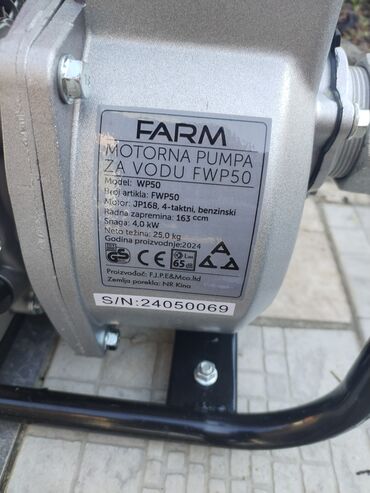 FARM
MOTORNA PUMPA
ZA VODU FWP50
Model: WP50
Broj artikla: FWP50
Motor: JP168, 4-taktni, benzinski
Radna zapremina: 163 ccm
Snaga: 4,0 kW
Neto težina: 25,0 kg
Godina proizvodnje:2024
65 dB
Proizvođač: F.J.P.E&Mco.ltd
Zemlja porekla: NR Kina
S/N:24050069